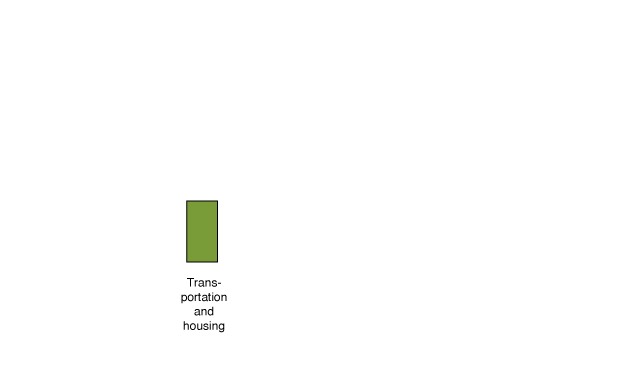 Trans-
portation
and
housing